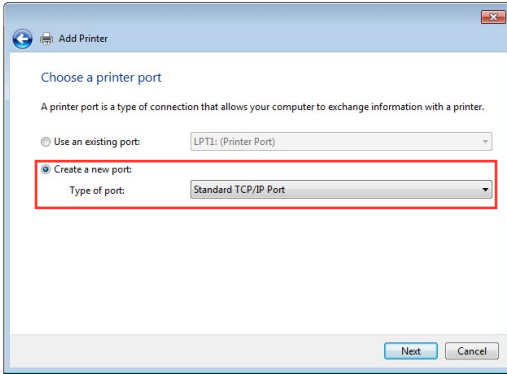 Add Printer
Choose a printer port
A printer port is a type of connection that allows your computer to exchange information with a printer.
Use an existing port: LPT1: (Printer Port)
Create a new port:
Type of port: Standard TCP/IP Port
Next Cancel